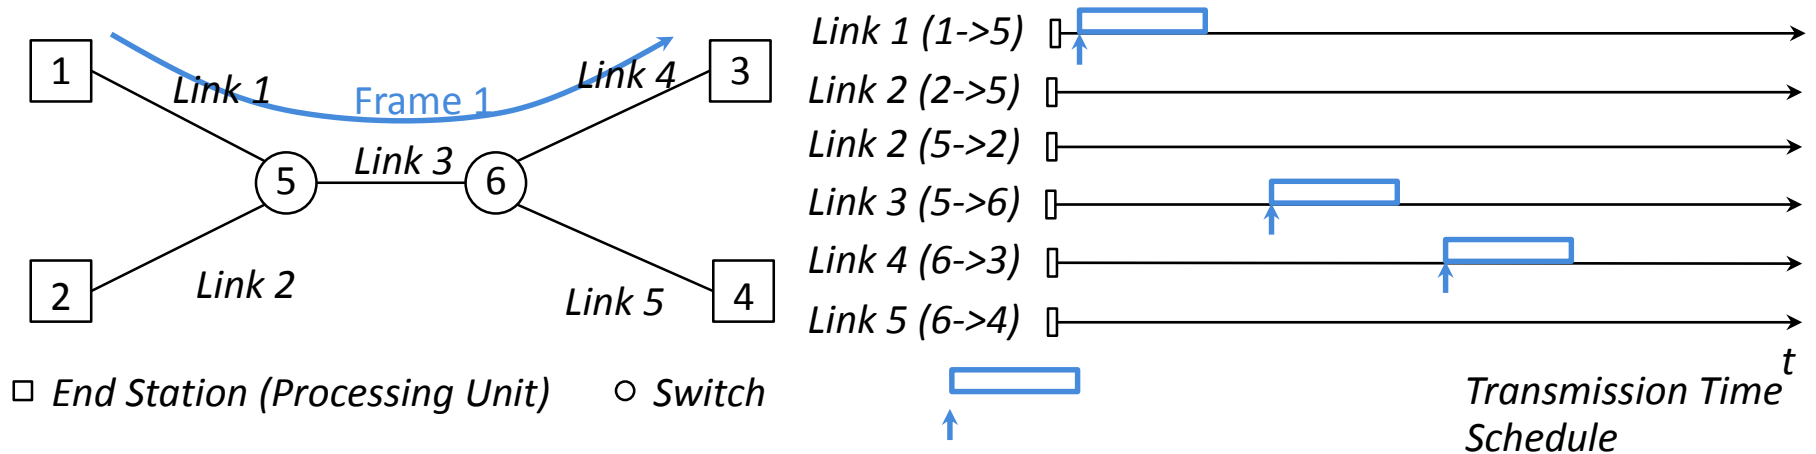 1
Link 1
Frame 1
Link 4
3
5
Link 3
6
2
Link 2
Link 5
4
End Station (Processing Unit)
Switch
Link 1 (1->5)
Link 2 (2->5)
Link 2 (5->2)
Link 3 (5->6)
Link 4 (6->3)
Link 5 (6->4)
t
Transmission Time
Schedule